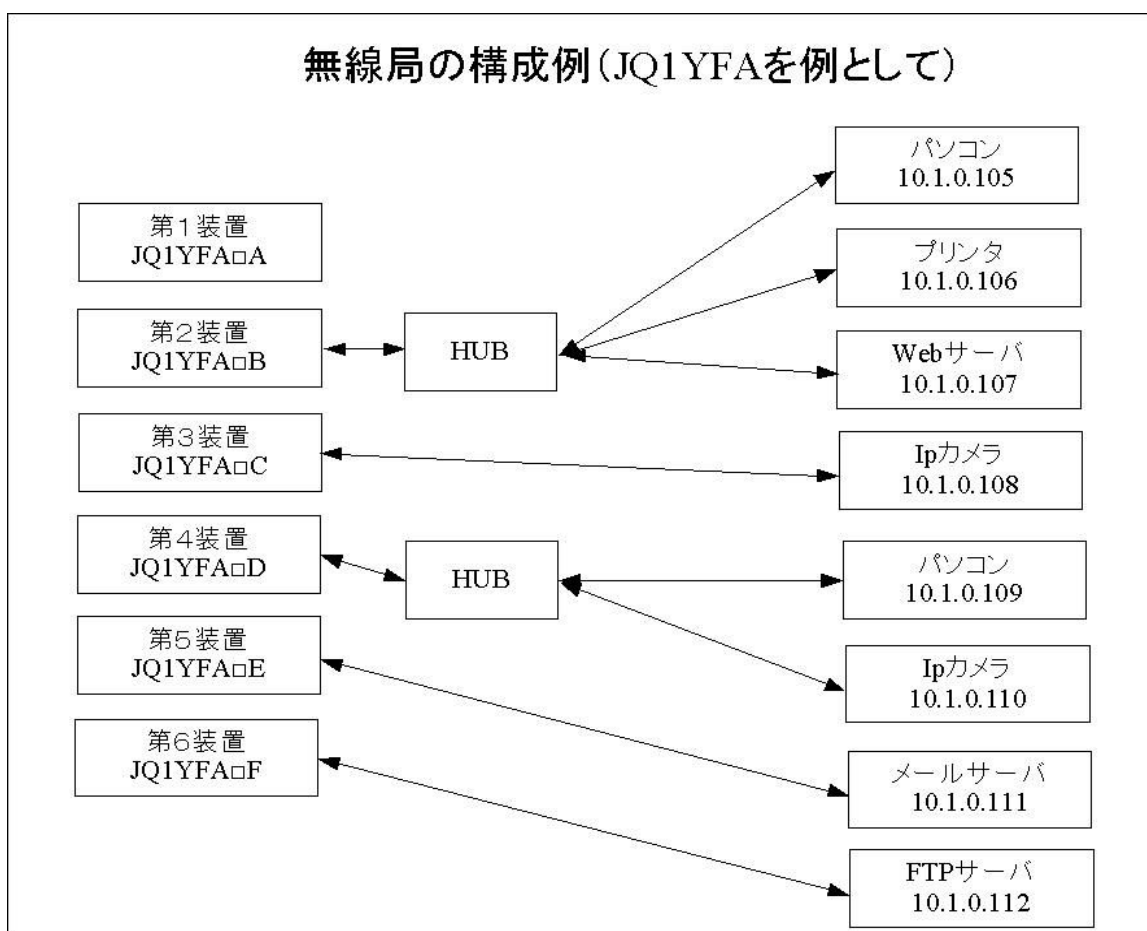 無線局の構成例(JQ1YFAを例として)
第1装置
JQ1YFA□A
第2装置
JQ1YFA□B
第3装置
JQ1YFA□C
第4装置
JQ1YFA□D
第5装置
JQ1YFA□E
第6装置
JQ1YFA□F
HUB
HUB
パソコン
10.1.0.105
プリンタ
10.1.0.106
Webサーバ
10.1.0.107
Ipカメラ
10.1.0.108
パソコン
10.1.0.109
Ipカメラ
10.1.0.110
メールサーバ
10.1.0.111
FTPサーバ
10.1.0.112